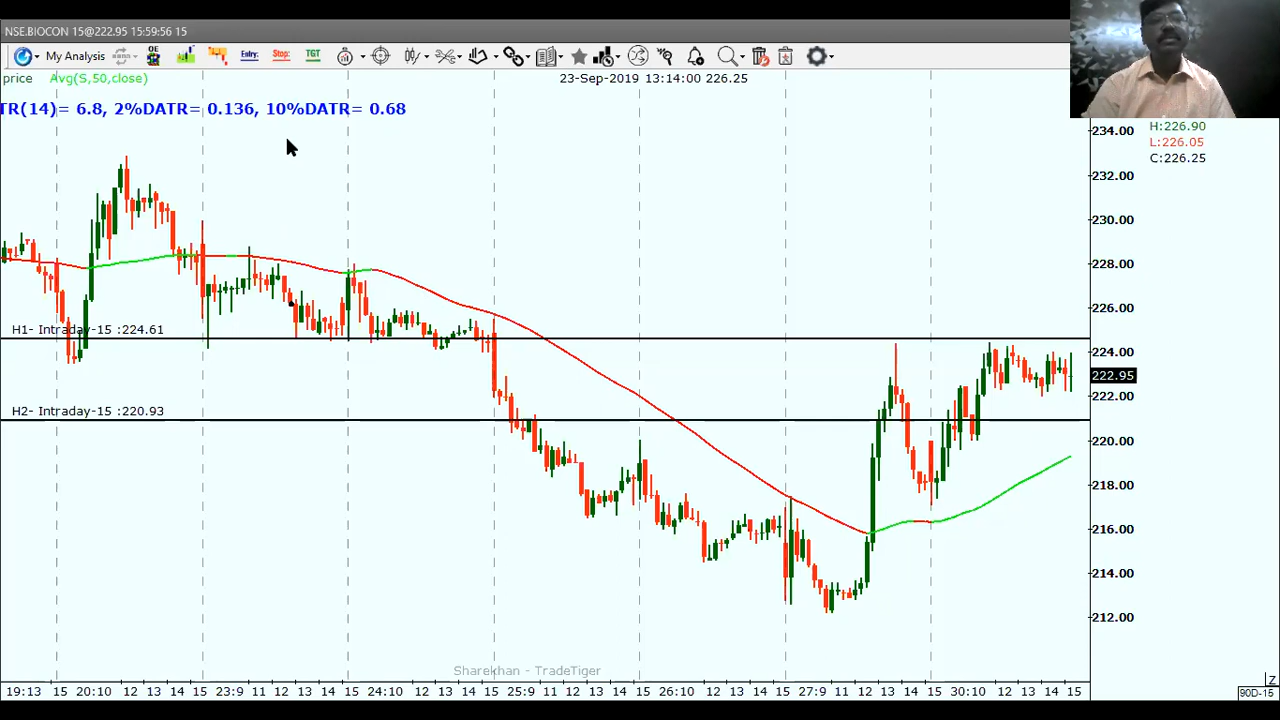 NSE.BIOCON 15@222.95 15:59:56 15
My Analysis OE Entry: Stop: TGT
price Avg(S,50,close) 23-Sep-2019 13:14:00 226.25
TR(14)= 6.8, 2%DATR= 0.136, 10%DATR= 0.68
H:226.90
L:226.05
C:226.25
234.00
232.00
230.00
228.00
226.00
H1- Intraday-15 :224.61
224.00
222.95
222.00
H2- Intraday-15 :220.93
220.00
218.00
216.00
214.00
212.00
Sharekhan - TradeTiger
19:13 15 20:10 12 13 14 15 23:9 11 12 13 15 24:10 11 12 13 14 15 25:9 11 12 13 14 15 26:10 12 13 15 27:9 11 12 13 14 15 30:10 12 13 14 15
Z
90D-15